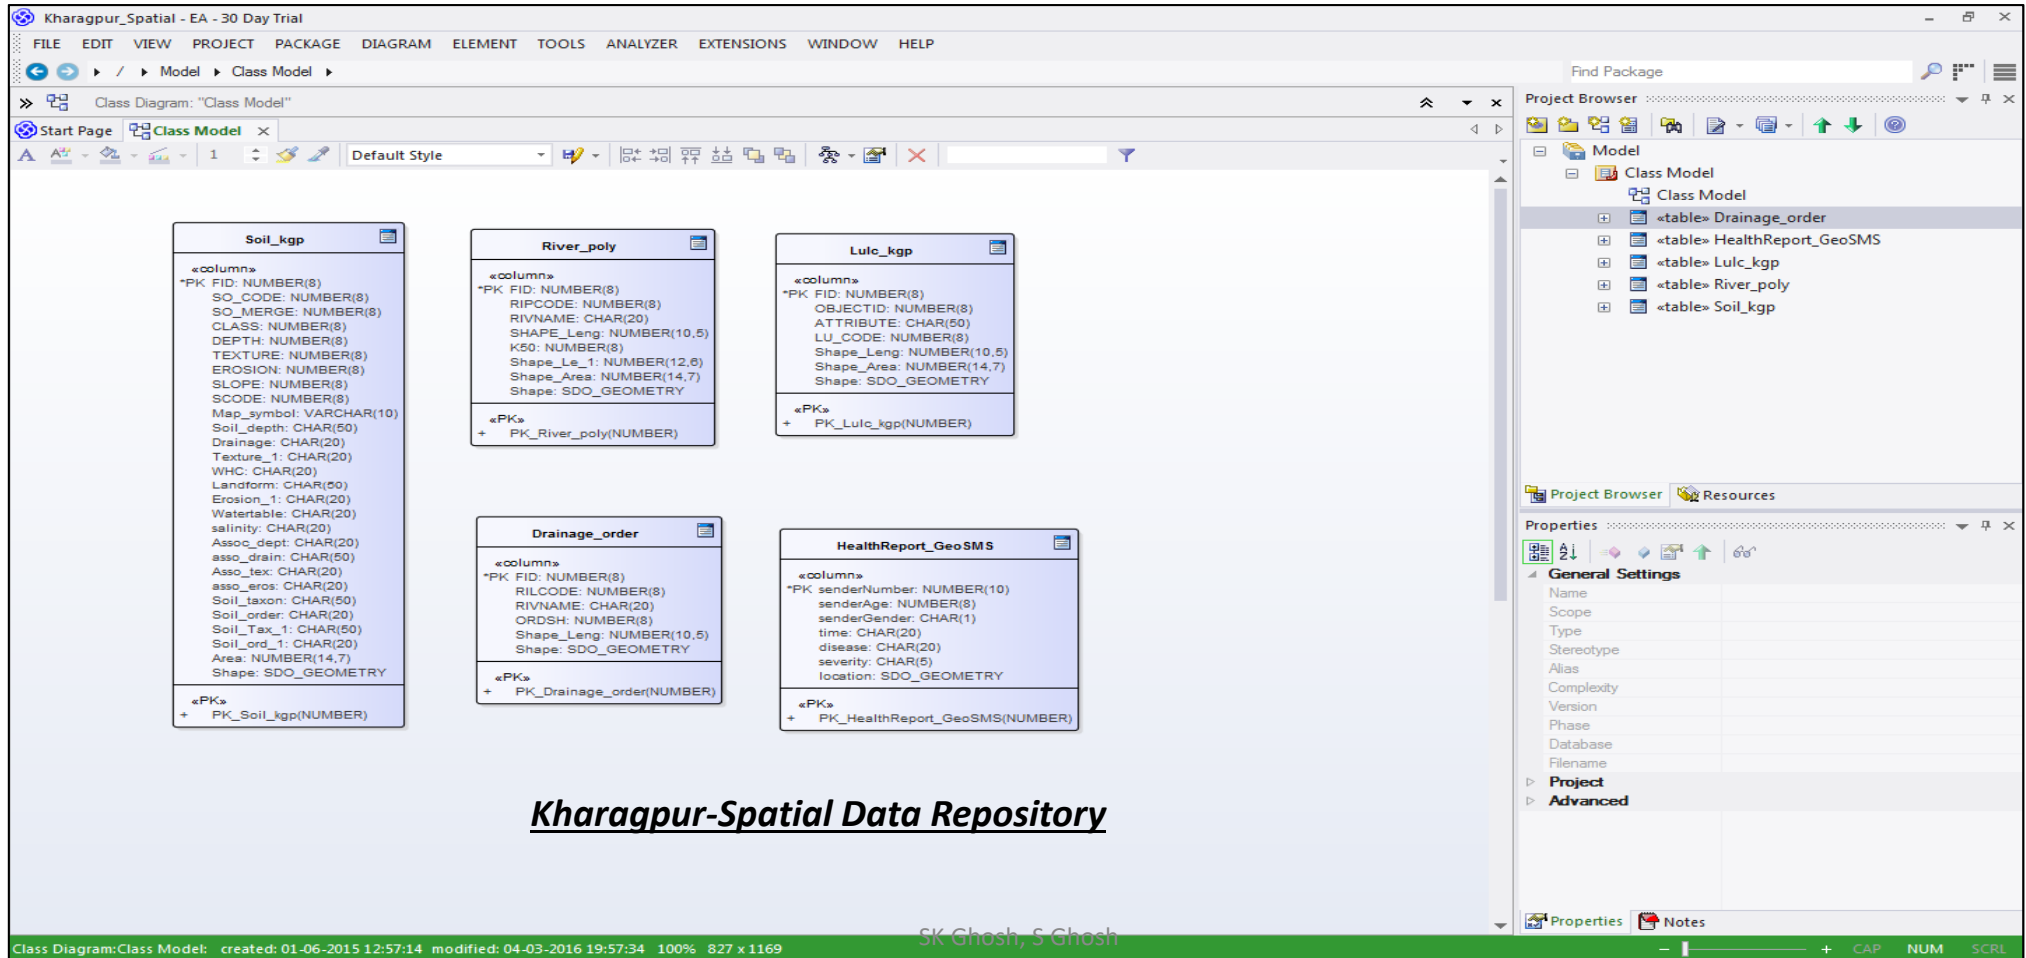 Kharagpur_Spatial - EA - 30 Day Trial
FILE EDIT VIEW PROJECT PACKAGE DIAGRAM ELEMENT TOOLS ANALYZER EXTENSIONS WINDOW HELP
/ Model Class Model
Find Package
Class Diagram: "Class Model"
Start Page Class Model
1 Default Style
Soil_kgp
«column»
*PK FID: NUMBER(8)
SO_CODE: NUMBER(8)
SO_MERGE: NUMBER(8)
CLASS: NUMBER(8)
DEPTH: NUMBER(8)
TEXTURE: NUMBER(8)
EROSION: NUMBER(8)
SLOPE: NUMBER(8)
SCODE: NUMBER(8)
Map_symbol: VARCHAR(10)
Soil_depth: CHAR(50)
Drainage: CHAR(20)
Texture_1: CHAR(20)
WHC: CHAR(20)
Landform: CHAR(50)
Erosion_1: CHAR(20)
Watertable: CHAR(20)
salinity: CHAR(20)
Assoc_dept: CHAR(20)
asso_drain: CHAR(50)
Asso_tex: CHAR(20)
asso_eros: CHAR(20)
Soil_taxon: CHAR(50)
Soil_order: CHAR(20)
Soil_Tax_1: CHAR(50)
Soil_ord_1: CHAR(20)
Area: NUMBER(14,7)
Shape: SDO_GEOMETRY
«PK»
+ PK_Soil_kgp(NUMBER)
River_poly
«column»
*PK FID: NUMBER(8)
RIPCODE: NUMBER(8)
RIVNAME: CHAR(20)
SHAPE_Leng: NUMBER(10,5)
K50: NUMBER(8)
Shape_Le_1: NUMBER(12,6)
Shape_Area: NUMBER(14,7)
Shape: SDO_GEOMETRY
«PK»
+ PK_River_poly(NUMBER)
Lulc_kgp
«column»
*PK FID: NUMBER(8)
OBJECTID: NUMBER(8)
ATTRIBUTE: CHAR(50)
LU_CODE: NUMBER(8)
Shape_Leng: NUMBER(10,5)
Shape_Area: NUMBER(14,7)
Shape: SDO_GEOMETRY
«PK»
+ PK_Lulc_kgp(NUMBER)
Drainage_order
«column»
*PK FID: NUMBER(8)
RILCODE: NUMBER(8)
RIVNAME: CHAR(20)
ORDSH: NUMBER(8)
Shape_Leng: NUMBER(10,5)
Shape: SDO_GEOMETRY
«PK»
+ PK_Drainage_order(NUMBER)
HealthReport_GeoSMS
«column»
*PK senderNumber: NUMBER(10)
senderAge: NUMBER(8)
senderGender: CHAR(1)
time: CHAR(20)
disease: CHAR(20)
severity: CHAR(5)
location: SDO_GEOMETRY
«PK»
+ PK_HealthReport_GeoSMS(NUMBER)
Kharagpur-Spatial Data Repository
Project Browser
Model
Class Model
Class Model
«table» Drainage_order
«table» HealthReport_GeoSMS
«table» Lulc_kgp
«table» River_poly
«table» Soil_kgp
Project Browser Resources
Properties
General Settings
Name
Scope
Type
Stereotype
Alias
Complexity
Version
Phase
Database
Filename
Project
Advanced
Properties Notes
SK Ghosh, S Ghosh
Class Diagram:Class Model: created: 01-06-2015 12:57:14 modified: 04-03-2016 19:57:34 100% 827 x 1169
CAP NUM SCRL